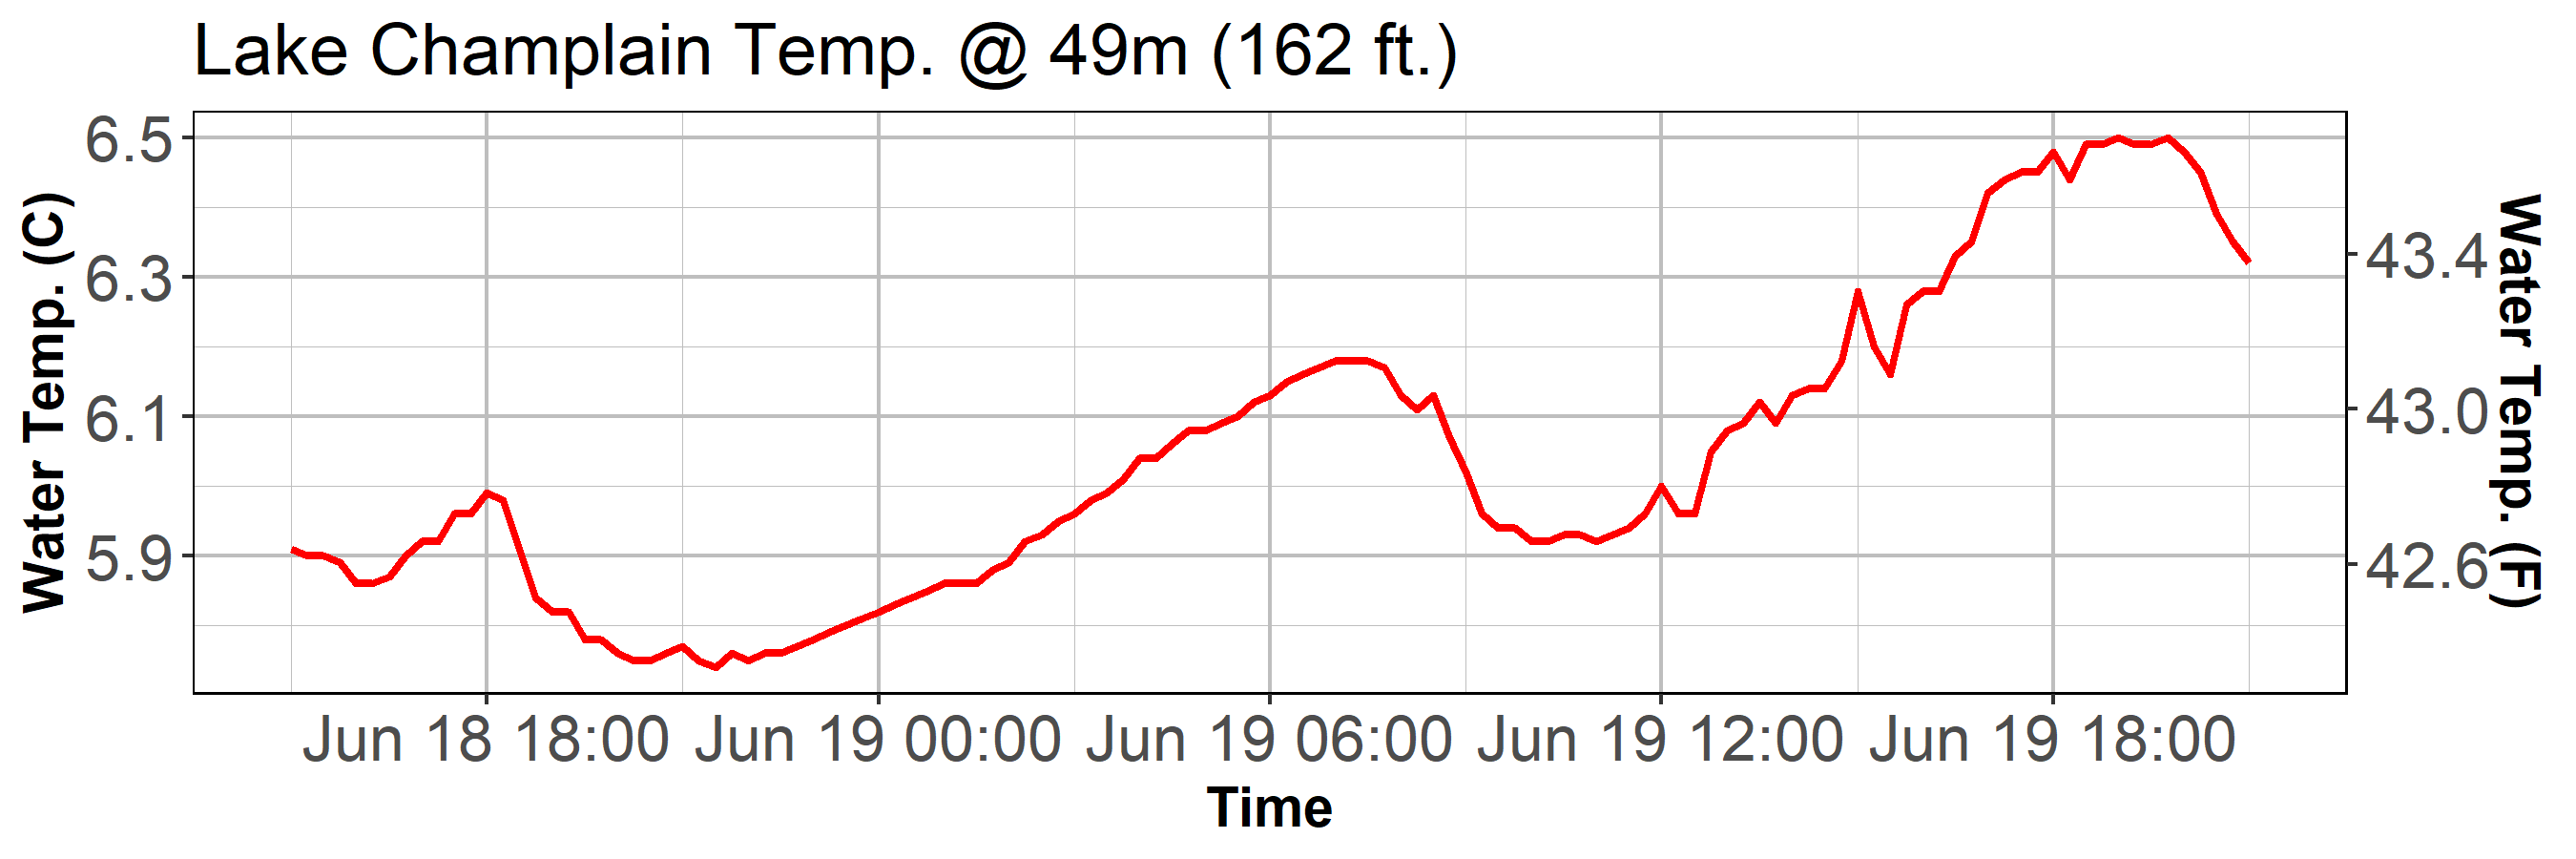 Lake Champlain Temp. @ 49m (162 ft.)
Water Temp. (C)
6.5
6.3
6.1
5.9
43.4
43.0
42.6
Water Temp. (F)
Jun 18 18:00 Jun 19 00:00 Jun 19 06:00 Jun 19 12:00 Jun 19 18:00
Time